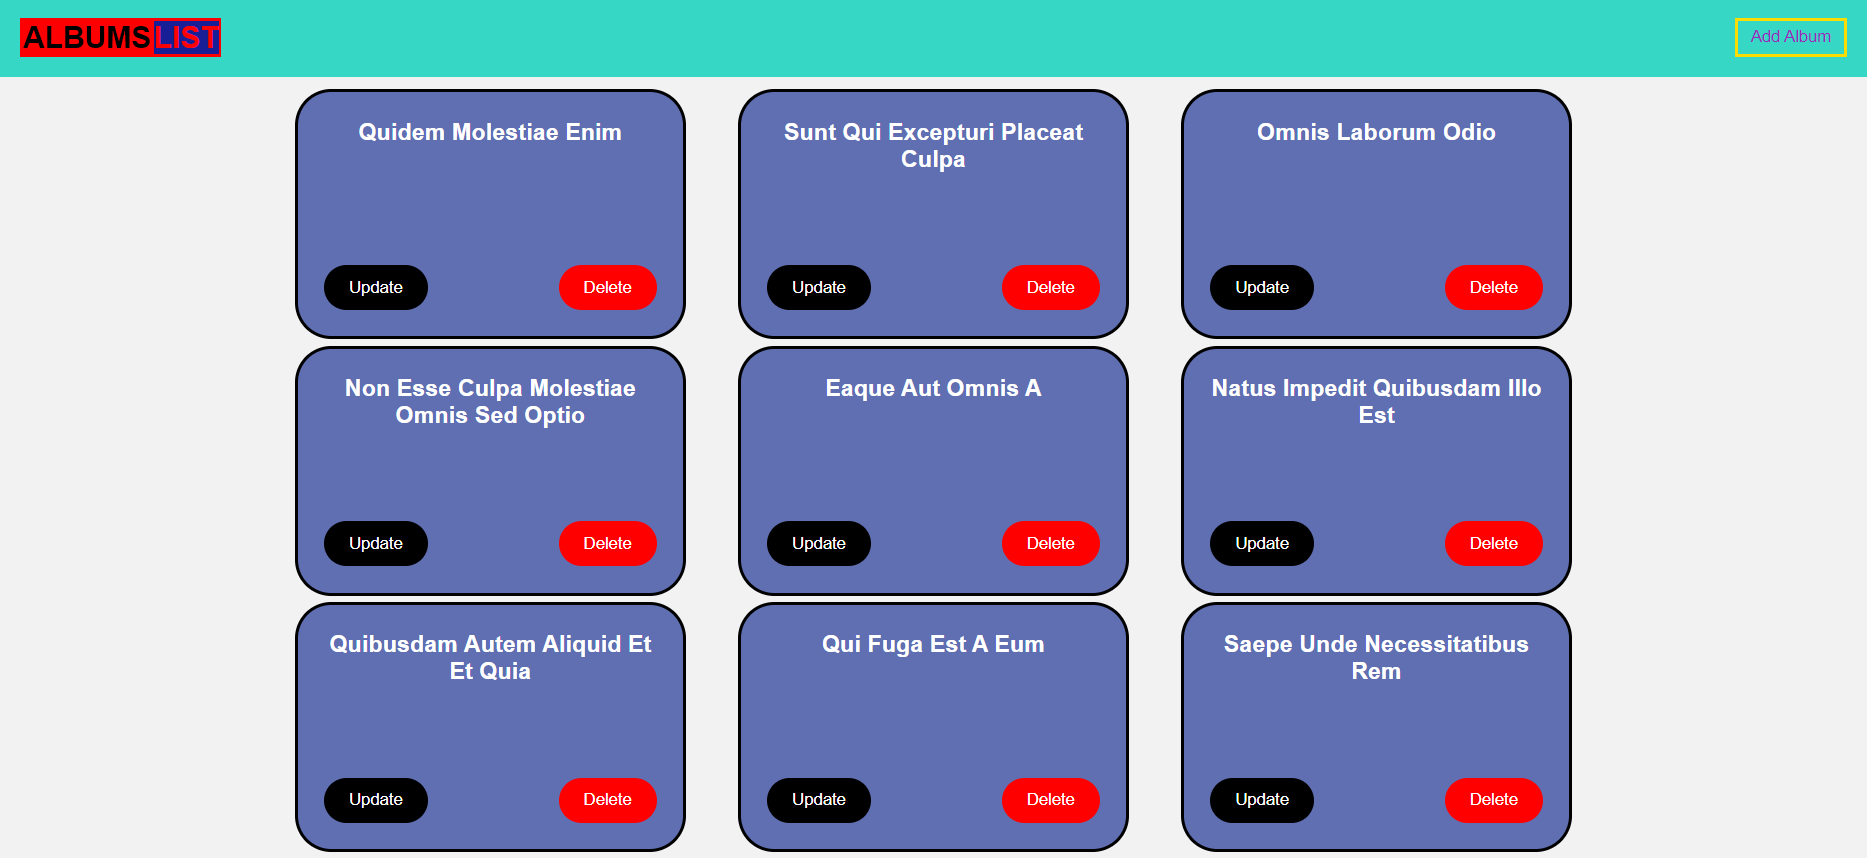 ALBUMSLIST
Add Album
Quidem Molestiae Enim
Update
Delete
Sunt Qui Excepturi Placeat
Culpa
Update
Delete
Omnis Laborum Odio
Update
Delete
Non Esse Culpa Molestiae
Omnis Sed Optio
Update
Delete
Eaque Aut Omnis A
Update
Delete
Natus Impedit Quibusdam Illo
Est
Update
Delete
Quibusdam Autem Aliquid Et
Et Quia
Update
Delete
Qui Fuga Est A Eum
Update
Delete
Saepe Unde Necessitatibus
Rem
Update
Delete